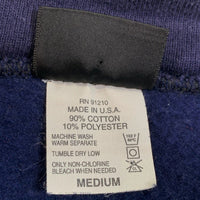 RN 91210
MADE IN U.S.A.
90% COTTON
10% POLYESTER
MACHINE WASH
WARM SEPARATE
TUMBLE DRY LOW
ONLY NON-CHLORINE
BLEACH WHEN NEEDED
MEDIUM